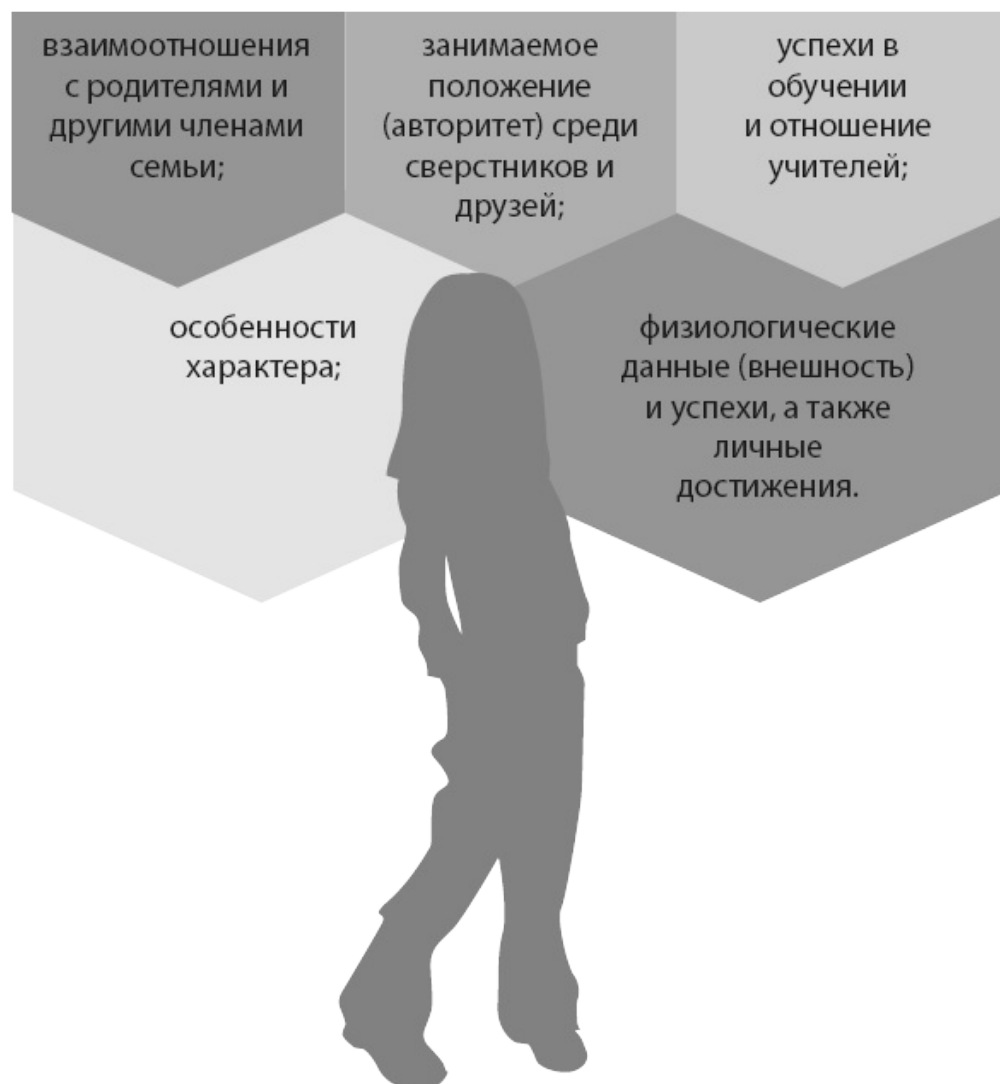 взаимоотношения
с родителями и
другими членами
семьи;
занимаемое
положение
(авторитет) среди
сверстников и
друзей;
успехи в
обучении
и отношение
учителей;
особенности
характера;
физиологические
данные (внешность)
и успехи, а также
личные
достижения.